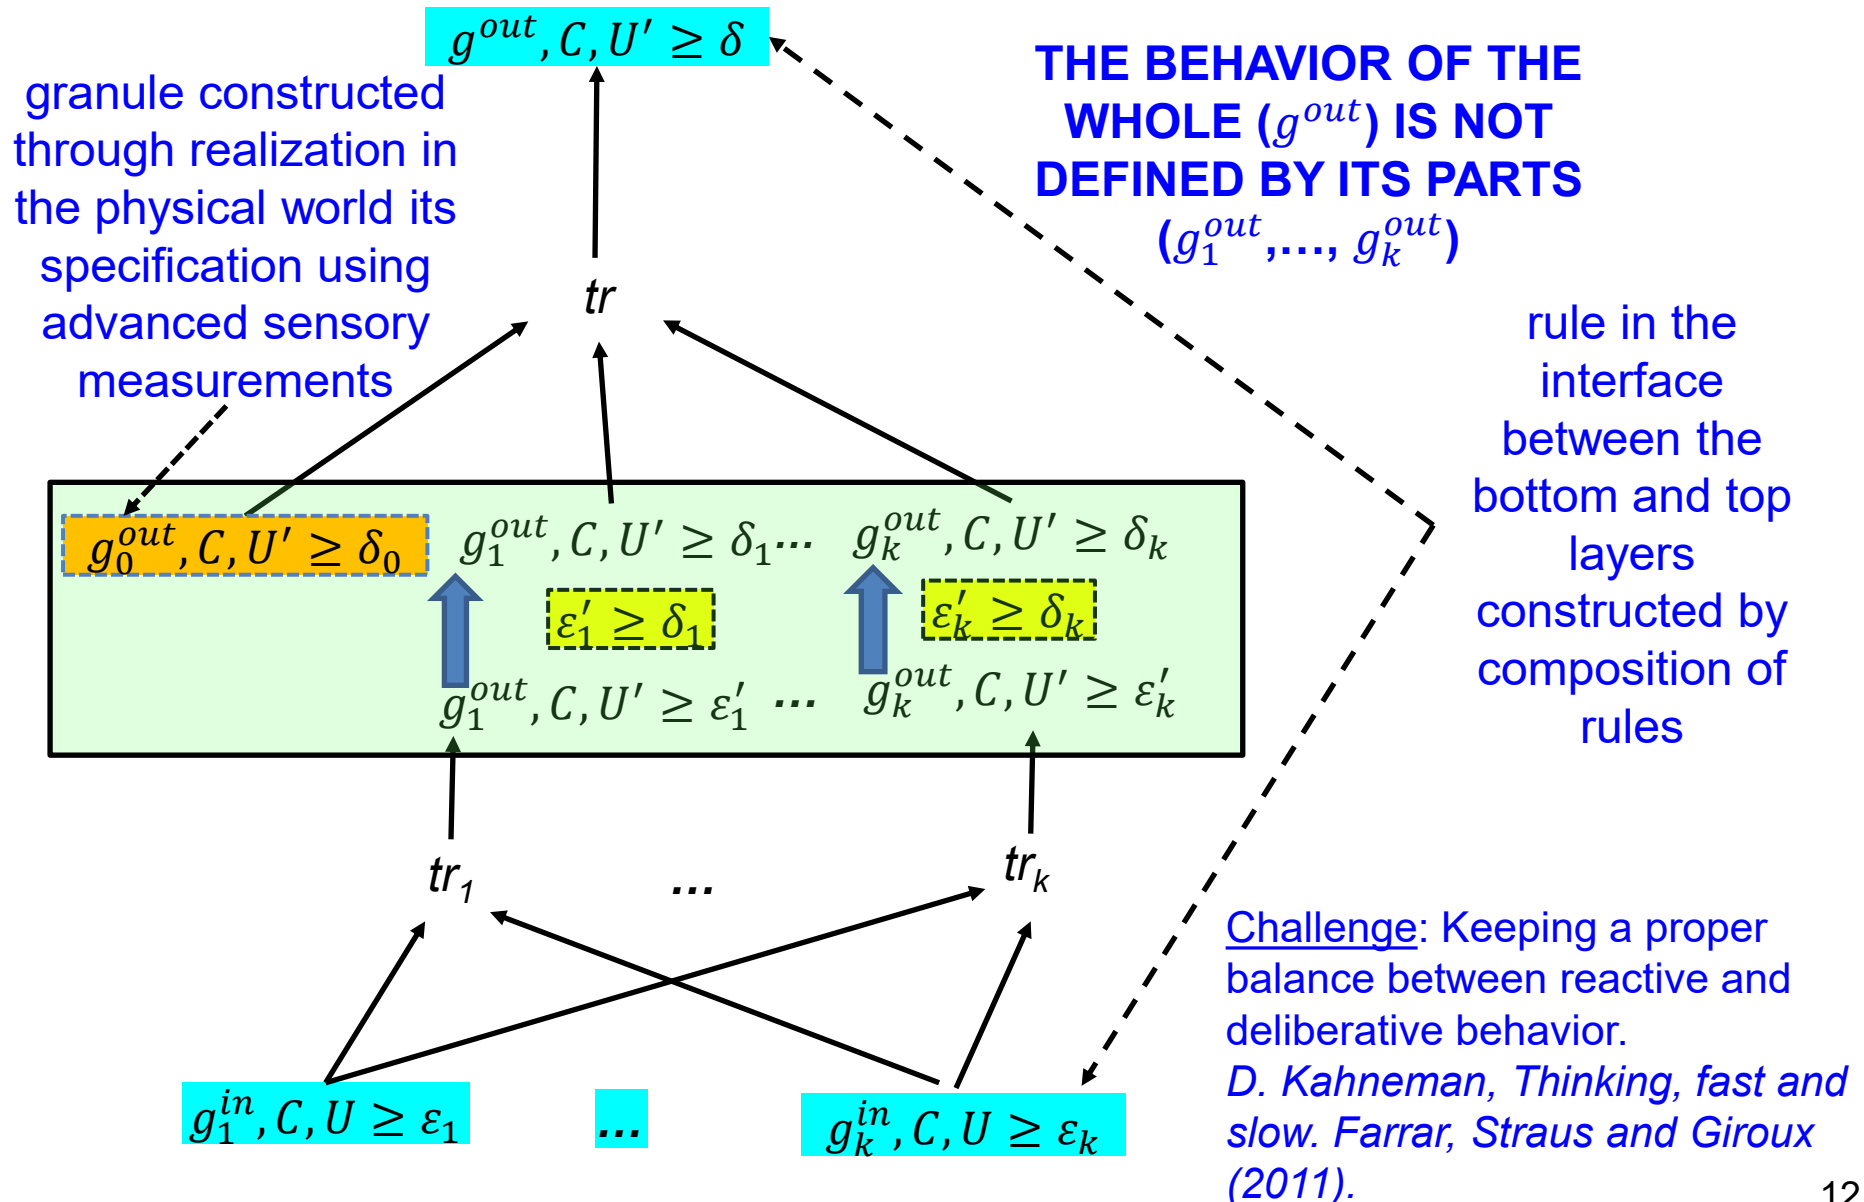 g^{out}, C, U′ ≥ δ
granule constructed
through realization in
the physical world its
specification using
advanced sensory
measurements
THE BEHAVIOR OF THE
WHOLE (g^{out}) IS NOT
DEFINED BY ITS PARTS
(g_1^{out},…, g_k^{out})
tr
rule in the
interface
between the
bottom and top
layers
constructed by
composition of
rules
g_0^{out}, C, U′ ≥ δ_0
g_1^{out}, C, U′ ≥ δ_1 ... g_k^{out}, C, U′ ≥ δ_k
ε_1′ ≥ δ_1
ε_k′ ≥ δ_k
g_1^{out}, C, U′ ≥ ε_1′ ... g_k^{out}, C, U′ ≥ ε_k′
tr_1 ... tr_k
g_1^{in}, C, U ≥ ε_1
...
g_k^{in}, C, U ≥ ε_k
Challenge: Keeping a proper
balance between reactive and
deliberative behavior.
D. Kahneman, Thinking, fast and
slow. Farrar, Straus and Giroux
(2011).
12